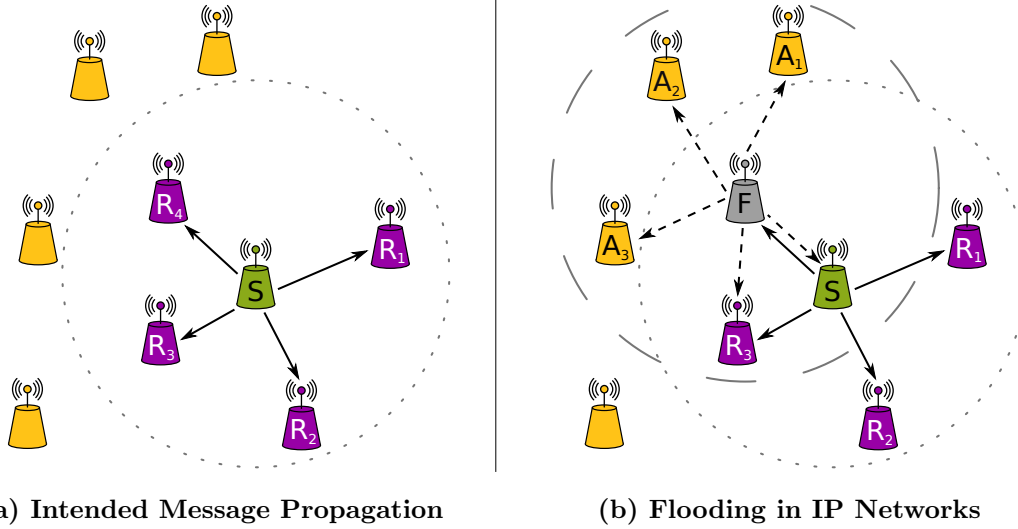 R4
R1
S
R3
R2
A1
A2
F
A3
R1
S
R3
R2
) Intended Message Propagation
(b) Flooding in IP Networks